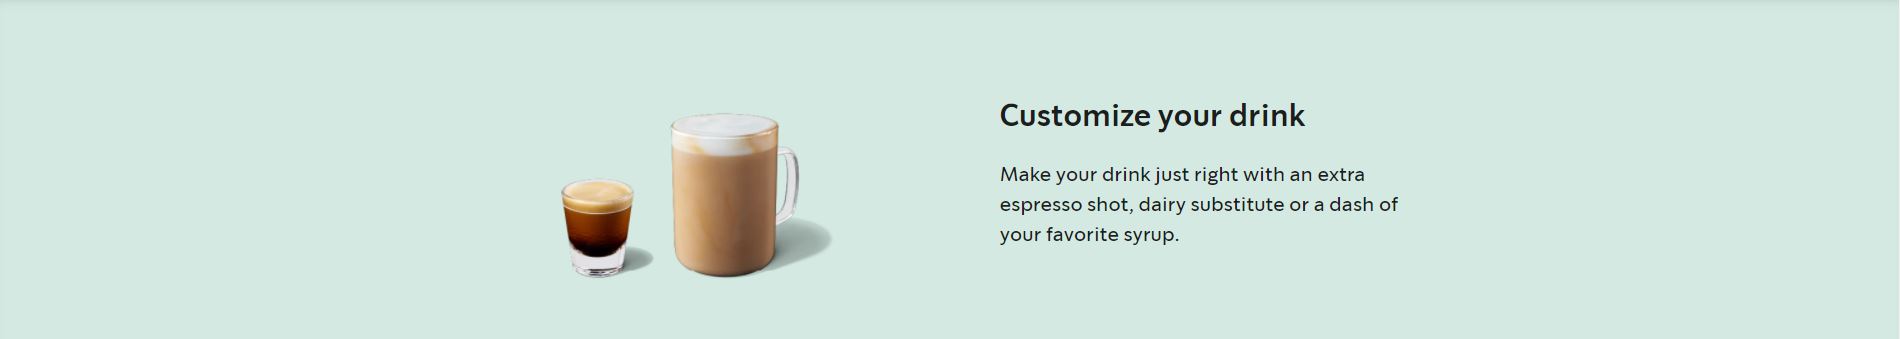 Customize your drink
Make your drink just right with an extra
espresso shot, dairy substitute or a dash of
your favorite syrup.